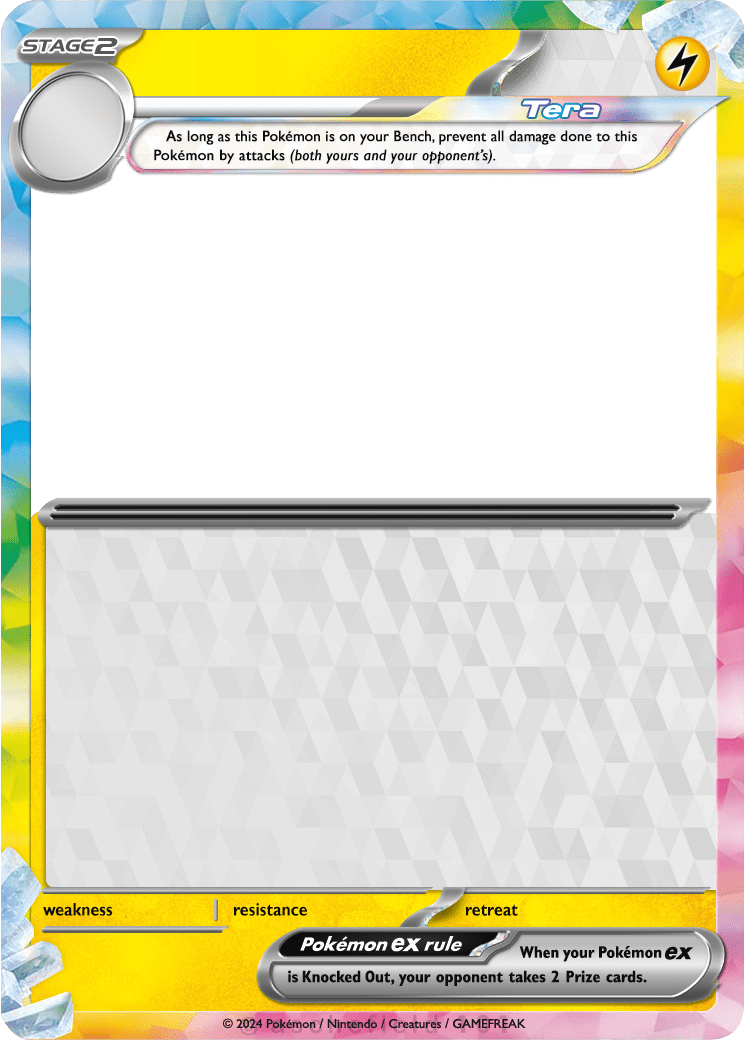 STAGE2
Tera
As long as this Pokémon is on your Bench, prevent all damage done to this
Pokémon by attacks (both yours and your opponent's).
weakness
resistance
retreat
Pokémon ex rule
When your Pokémon ex
is Knocked Out, your opponent takes 2 Prize cards.
© 2024 Pokémon / Nintendo / Creatures / GAMEFREAK